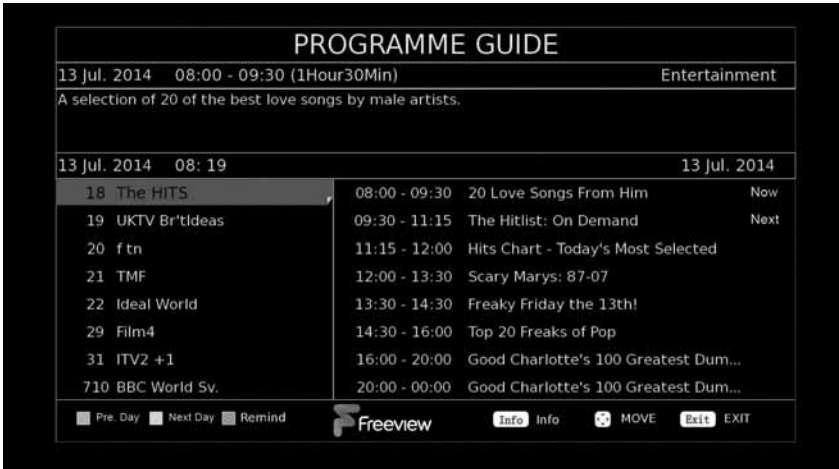 PROGRAMME GUIDE
13 Jul. 2014 08:00 - 09:30 (1Hour30Min) Entertainment
A selection of 20 of the best love songs by male artists.
13 Jul. 2014 08: 19 13 Jul. 2014
18 The HITS 08:00 - 09:30 20 Love Songs From Him Now
19 UKTV Br'tIdeas 09:30 - 11:15 The Hitlist: On Demand Next
20 f tn 11:15 - 12:00 Hits Chart - Today's Most Selected
21 TMF 12:00 - 13:30 Scary Marys: 87-07
22 Ideal World 13:30 - 14:30 Freaky Friday the 13th!
29 Film4 14:30 - 16:00 Top 20 Freaks of Pop
31 ITV2 +1 16:00 - 20:00 Good Charlotte's 100 Greatest Dum...
710 BBC World Sv. 20:00 - 00:00 Good Charlotte's 100 Greatest Dum...
Pre. Day Next Day Remind Freeview Info Info MOVE Exit EXIT